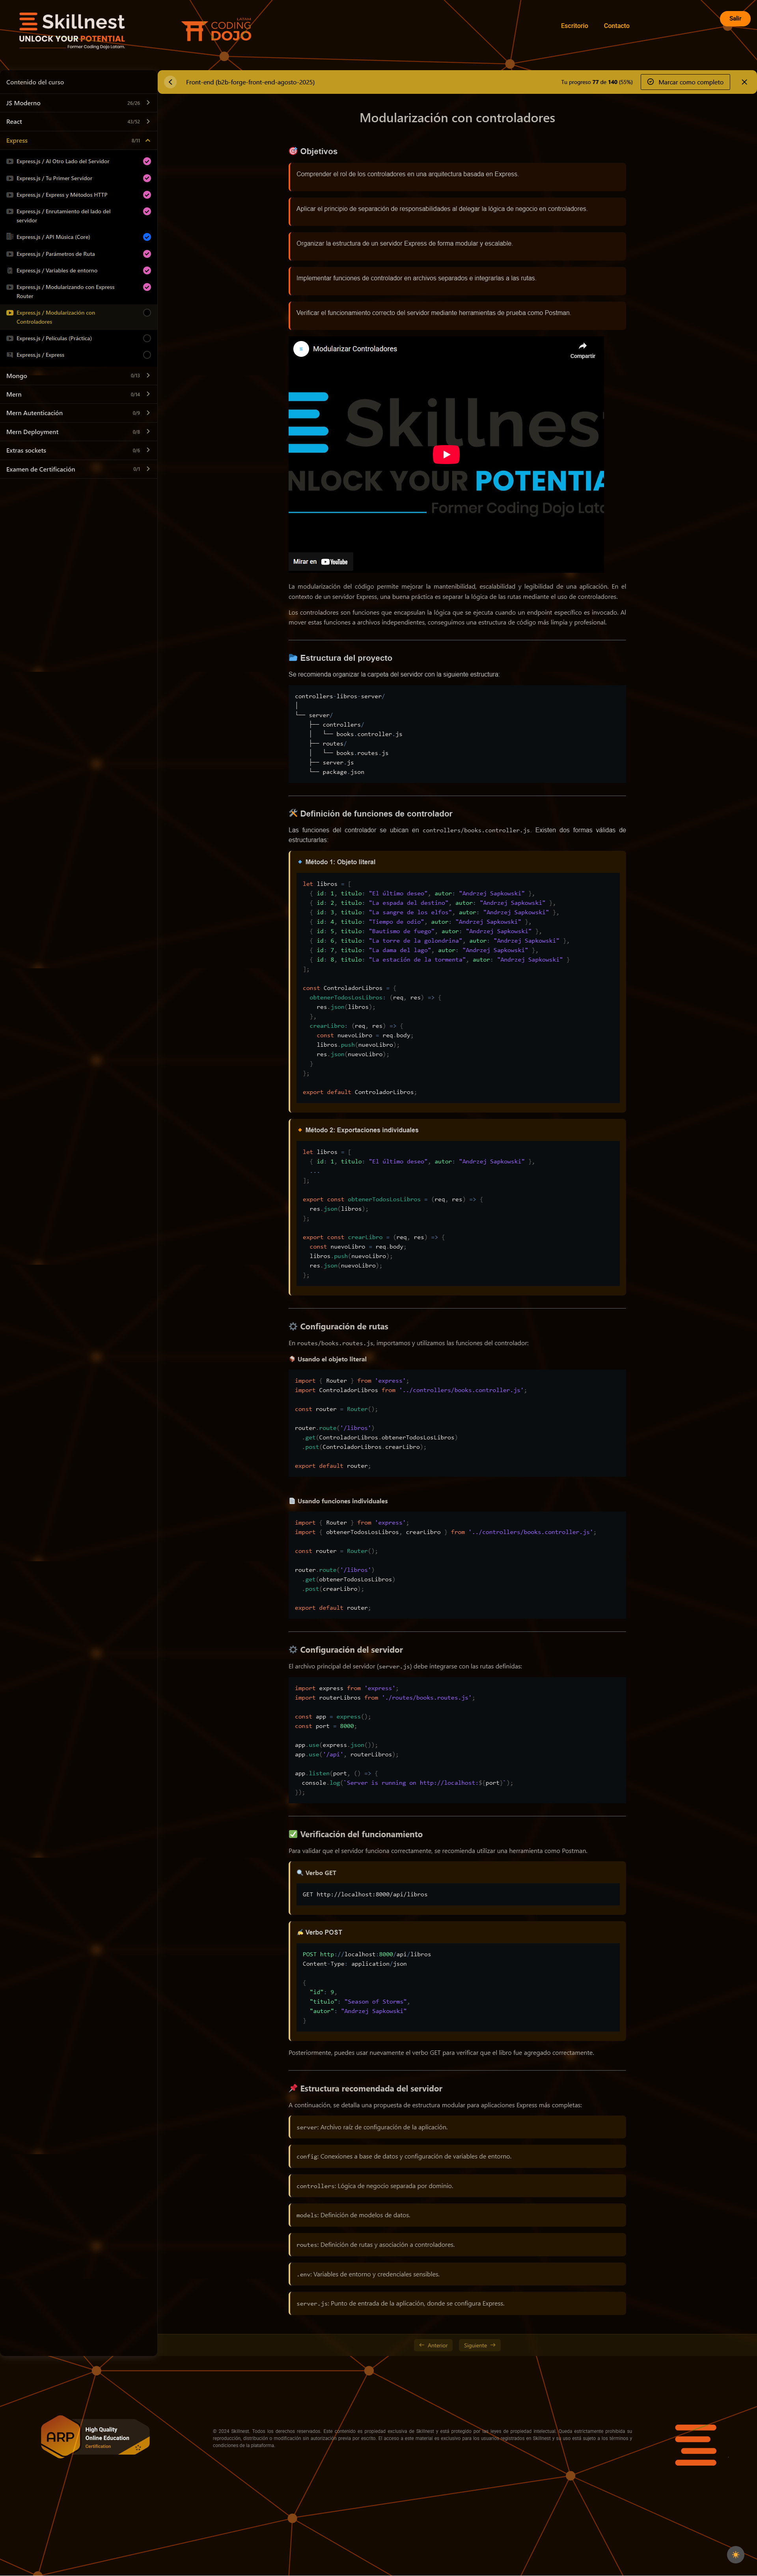 Skillnest
UNLOCK YOUR POTENTIAL
Former Coding Dojo Latam
LATAM
CODING
DOJO
Escritorio
Contacto
Salir
Contenido del curso
JS Moderno 26/26
React 43/52
Express 8/11
Express.js / Al Otro Lado del Servidor
Express.js / Tu Primer Servidor
Express.js / Express y Métodos HTTP
Express.js / Enrutamiento del lado del
servidor
Express.js / API Música (Core)
Express.js / Parámetros de Ruta
Express.js / Variables de entorno
Express.js / Modularizando con Express
Router
Express.js / Modularización con
Controladores
Express.js / Películas (Práctica)
Express.js / Express
Mongo 0/13
Mern 0/14
Mern Autenticación 0/9
Mern Deployment 0/8
Extras sockets 0/6
Examen de Certificación 0/1
Front-end (b2b-forge-front-end-agosto-2025)
Tu progreso 77 de 140 (55%)
Marcar como completo
Modularización con controladores
🎯 Objetivos
Comprender el rol de los controladores en una arquitectura basada en Express.
Aplicar el principio de separación de responsabilidades al delegar la lógica de negocio en controladores.
Organizar la estructura de un servidor Express de forma modular y escalable.
Implementar funciones de controlador en archivos separados e integrarlas a las rutas.
Verificar el funcionamiento correcto del servidor mediante herramientas de prueba como Postman.
Modularizar Controladores
Compartir
Skillnest
UNLOCK YOUR POTENTIAL
Former Coding Dojo Lata
Mirar en YouTube
La modularización del código permite mejorar la mantenibilidad, escalabilidad y legibilidad de una aplicación. En el
contexto de un servidor Express, una buena práctica es separar la lógica de las rutas mediante el uso de controladores.
Los controladores son funciones que encapsulan la lógica que se ejecuta cuando un endpoint específico es invocado. Al
mover estas funciones a archivos independientes, conseguimos una estructura de código más limpia y profesional.
📂 Estructura del proyecto
Se recomienda organizar la carpeta del servidor con la siguiente estructura:
controllers-libros-server/
│
└── server/
├── controllers/
│   └── books.controller.js
├── routes/
│   └── books.routes.js
├── server.js
└── package.json
🛠️ Definición de funciones de controlador
Las funciones del controlador se ubican en controllers/books.controller.js. Existen dos formas válidas de
estructurarlas:
🔹 Método 1: Objeto literal
let libros = [
{ id: 1, titulo: "El último deseo", autor: "Andrzej Sapkowski" },
{ id: 2, titulo: "La espada del destino", autor: "Andrzej Sapkowski" },
{ id: 3, titulo: "La sangre de los elfos", autor: "Andrzej Sapkowski" },
{ id: 4, titulo: "Tiempo de odio", autor: "Andrzej Sapkowski" },
{ id: 5, titulo: "Bautismo de fuego", autor: "Andrzej Sapkowski" },
{ id: 6, titulo: "La torre de la golondrina", autor: "Andrzej Sapkowski" },
{ id: 7, titulo: "La dama del lago", autor: "Andrzej Sapkowski" },
{ id: 8, titulo: "La estación de la tormenta", autor: "Andrzej Sapkowski" }
];
const ControladorLibros = {
obtenerTodosLosLibros: (req, res) => {
res.json(libros);
},
crearLibro: (req, res) => {
const nuevoLibro = req.body;
libros.push(nuevoLibro);
res.json(nuevoLibro);
}
};
export default ControladorLibros;
🔸 Método 2: Exportaciones individuales
let libros = [
{ id: 1, titulo: "El último deseo", autor: "Andrzej Sapkowski" },
...
];
export const obtenerTodosLosLibros = (req, res) => {
res.json(libros);
};
export const crearLibro = (req, res) => {
const nuevoLibro = req.body;
libros.push(nuevoLibro);
res.json(nuevoLibro);
};
⚙️ Configuración de rutas
En routes/books.routes.js, importamos y utilizamos las funciones del controlador:
Usando el objeto literal
import { Router } from 'express';
import ControladorLibros from '../controllers/books.controller.js';
const router = Router();
router.route('/libros')
.get(ControladorLibros.obtenerTodosLosLibros)
.post(ControladorLibros.crearLibro);
export default router;
Usando funciones individuales
import { Router } from 'express';
import { obtenerTodosLosLibros, crearLibro } from '../controllers/books.controller.js';
const router = Router();
router.route('/libros')
.get(obtenerTodosLosLibros)
.post(crearLibro);
export default router;
⚙️ Configuración del servidor
El archivo principal del servidor (server.js) debe integrarse con las rutas definidas:
import express from 'express';
import routerLibros from './routes/books.routes.js';
const app = express();
const port = 8000;
app.use(express.json());
app.use('/api', routerLibros);
app.listen(port, () => {
console.log(`Server is running on http://localhost:${port}`);
});
✅ Verificación del funcionamiento
Para validar que el servidor funciona correctamente, se recomienda utilizar una herramienta como Postman.
🔍 Verbo GET
GET http://localhost:8000/api/libros
✍️ Verbo POST
POST http://localhost:8000/api/libros
Content-Type: application/json
{
"id": 9,
"titulo": "Season of Storms",
"autor": "Andrzej Sapkowski"
}
Posteriormente, puedes usar nuevamente el verbo GET para verificar que el libro fue agregado correctamente.
📌 Estructura recomendada del servidor
A continuación, se detalla una propuesta de estructura modular para aplicaciones Express más completas:
server: Archivo raíz de configuración de la aplicación.
config: Conexiones a base de datos y configuración de variables de entorno.
controllers: Lógica de negocio separada por dominio.
models: Definición de modelos de datos.
routes: Definición de rutas y asociación a controladores.
.env: Variables de entorno y credenciales sensibles.
server.js: Punto de entrada de la aplicación, donde se configura Express.
← Anterior
Siguiente →
ARP
High Quality
Online Education
Certification
© 2024 Skillnest. Todos los derechos reservados. Este contenido es propiedad exclusiva de Skillnest y está protegido por las leyes de propiedad intelectual. Queda estrictamente prohibida su
reproducción, distribución o modificación sin autorización previa por escrito. El acceso a este material es exclusivo para los usuarios registrados en Skillnest y su uso está sujeto a los términos y
condiciones de la plataforma.